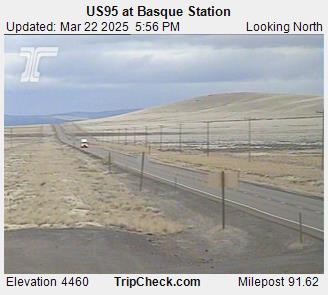 US95 at Basque Station
Updated: Mar 22 2025 5:56 PM Looking North
Elevation 4460 TripCheck.com Milepost 91.62